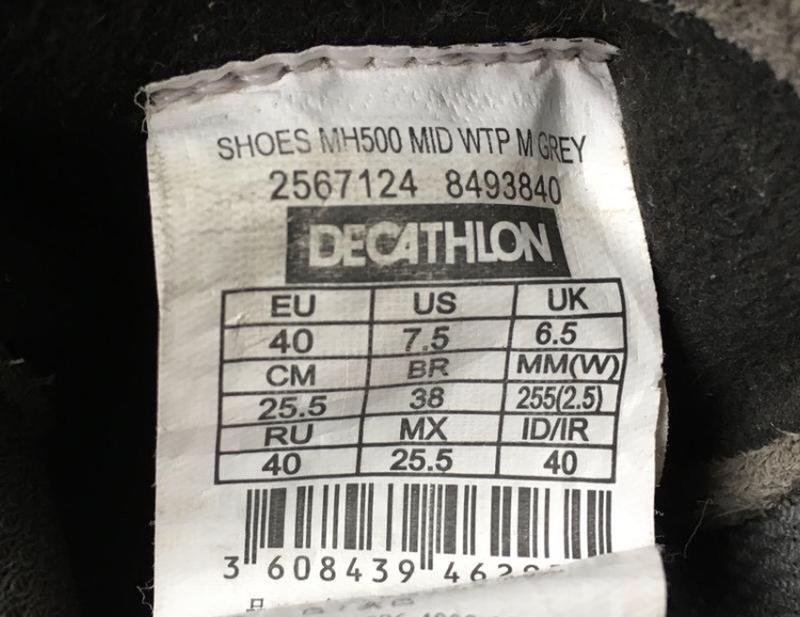 SHOES MH500 MID WTP M GREY
2567124 8493840
DECATHLON
EU US UK
40 7.5 6.5
CM BR MM(W)
25.5 38 255(2.5)
RU MX ID/IR
40 25.5 40
3 608439